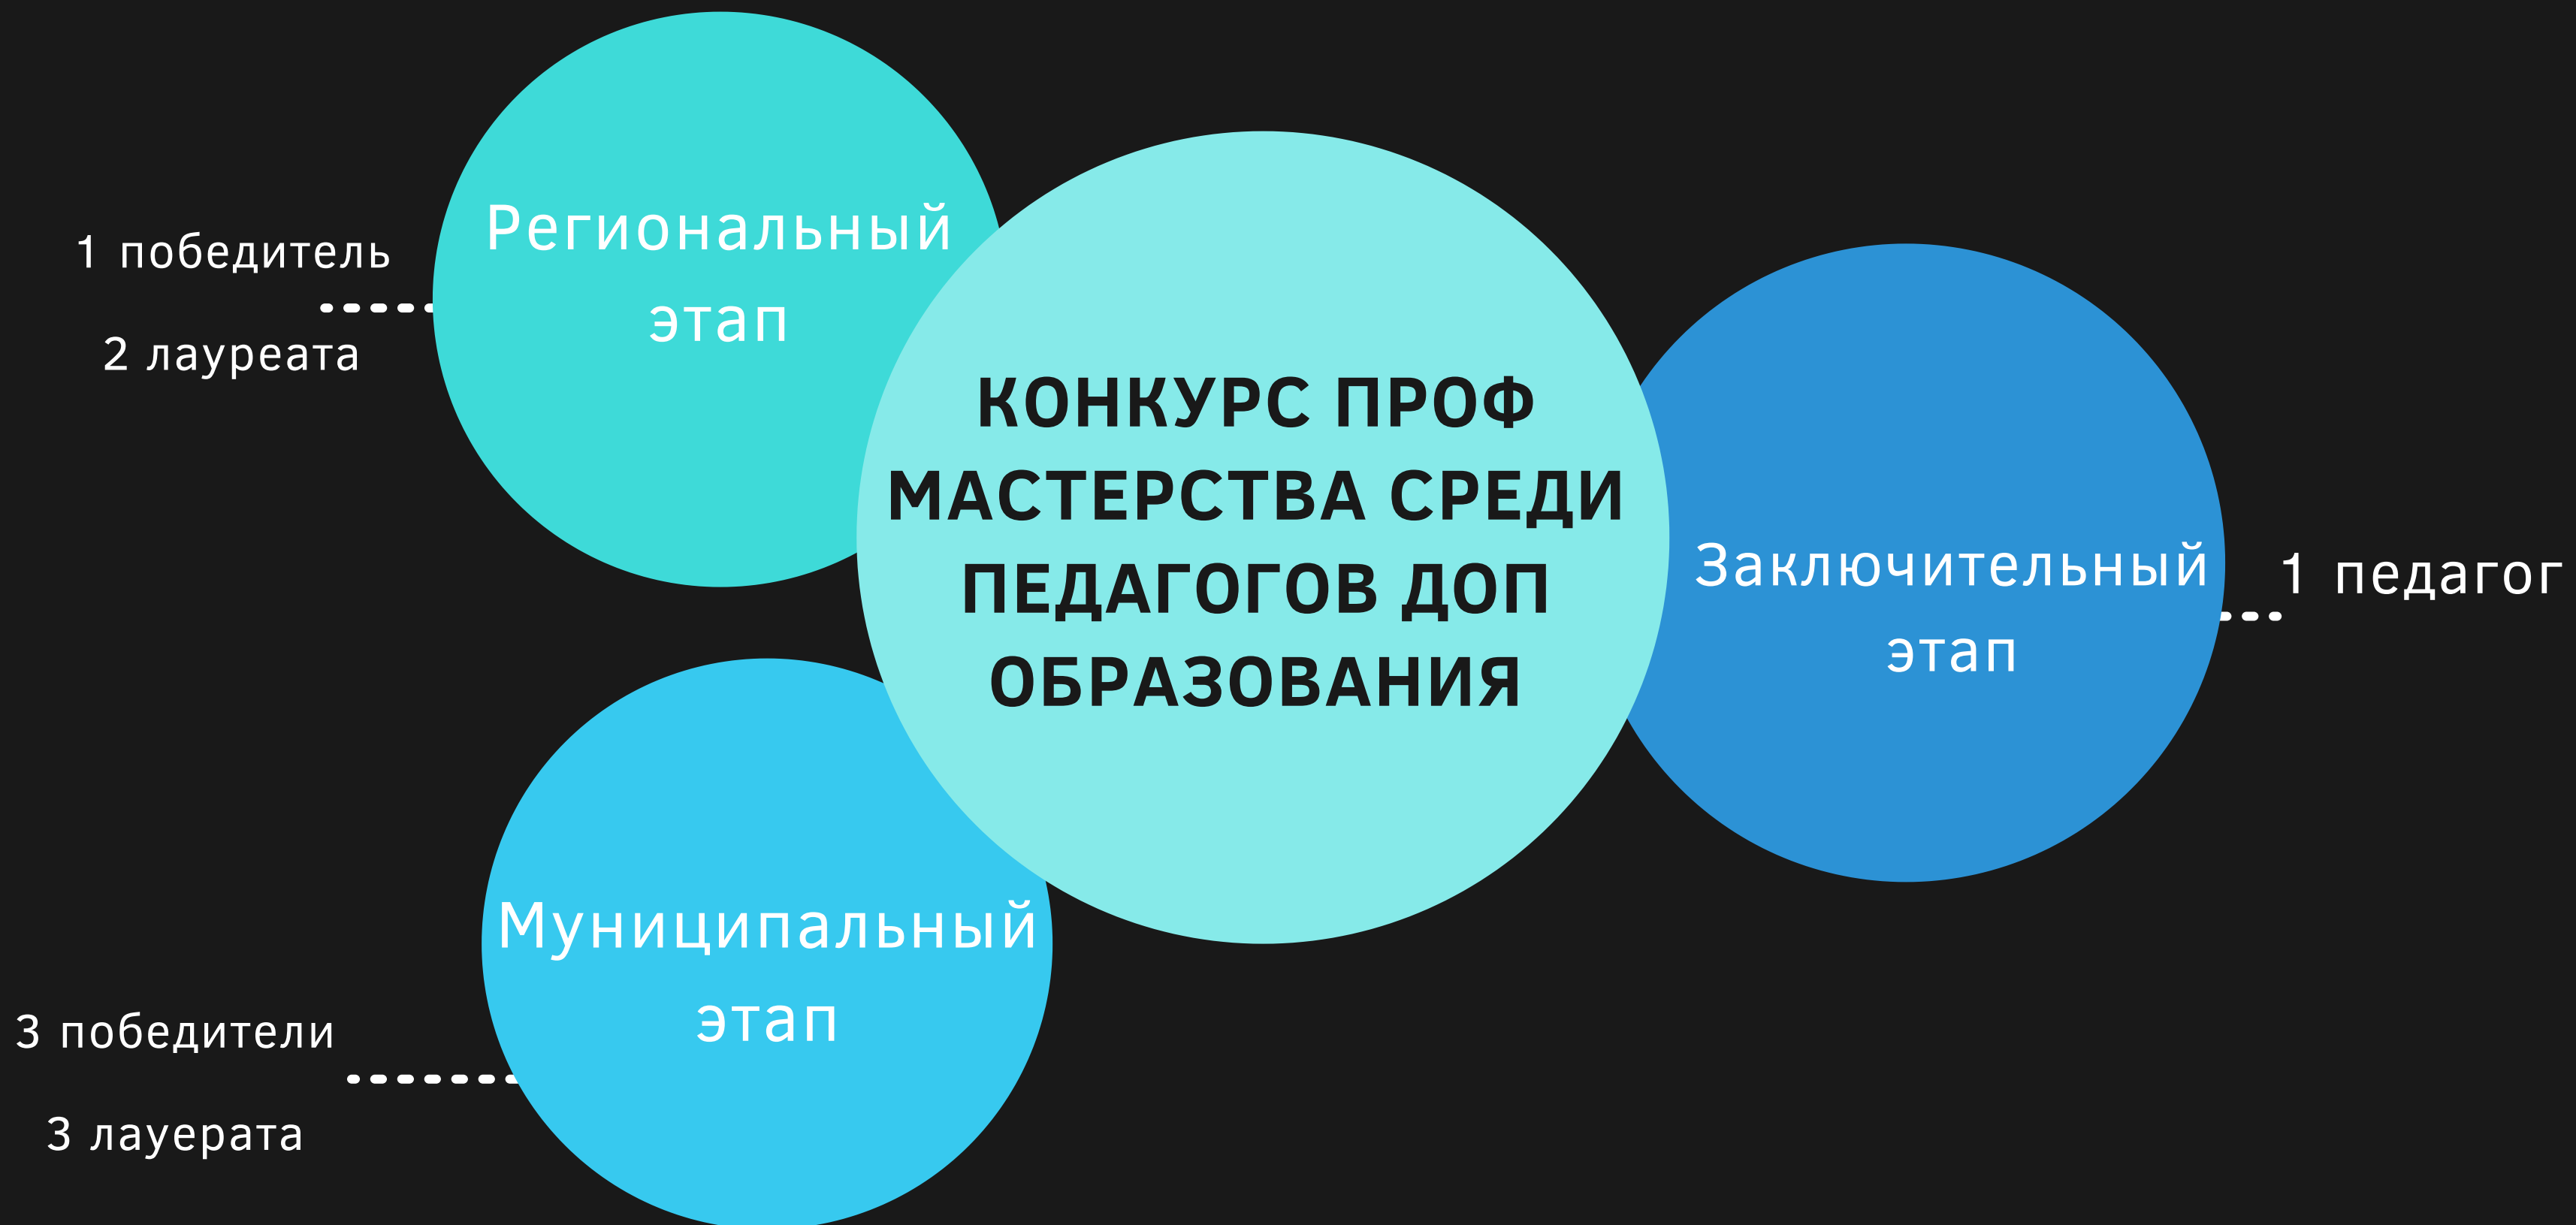 1 победитель
2 лауреата
Региональный
этап
КОНКУРС ПРОФ
МАСТЕРСТВА СРЕДИ
ПЕДАГОГОВ ДОП
ОБРАЗОВАНИЯ
Заключительный
этап
1 педагог
Муниципальный
этап
3 победители
3 лауерата